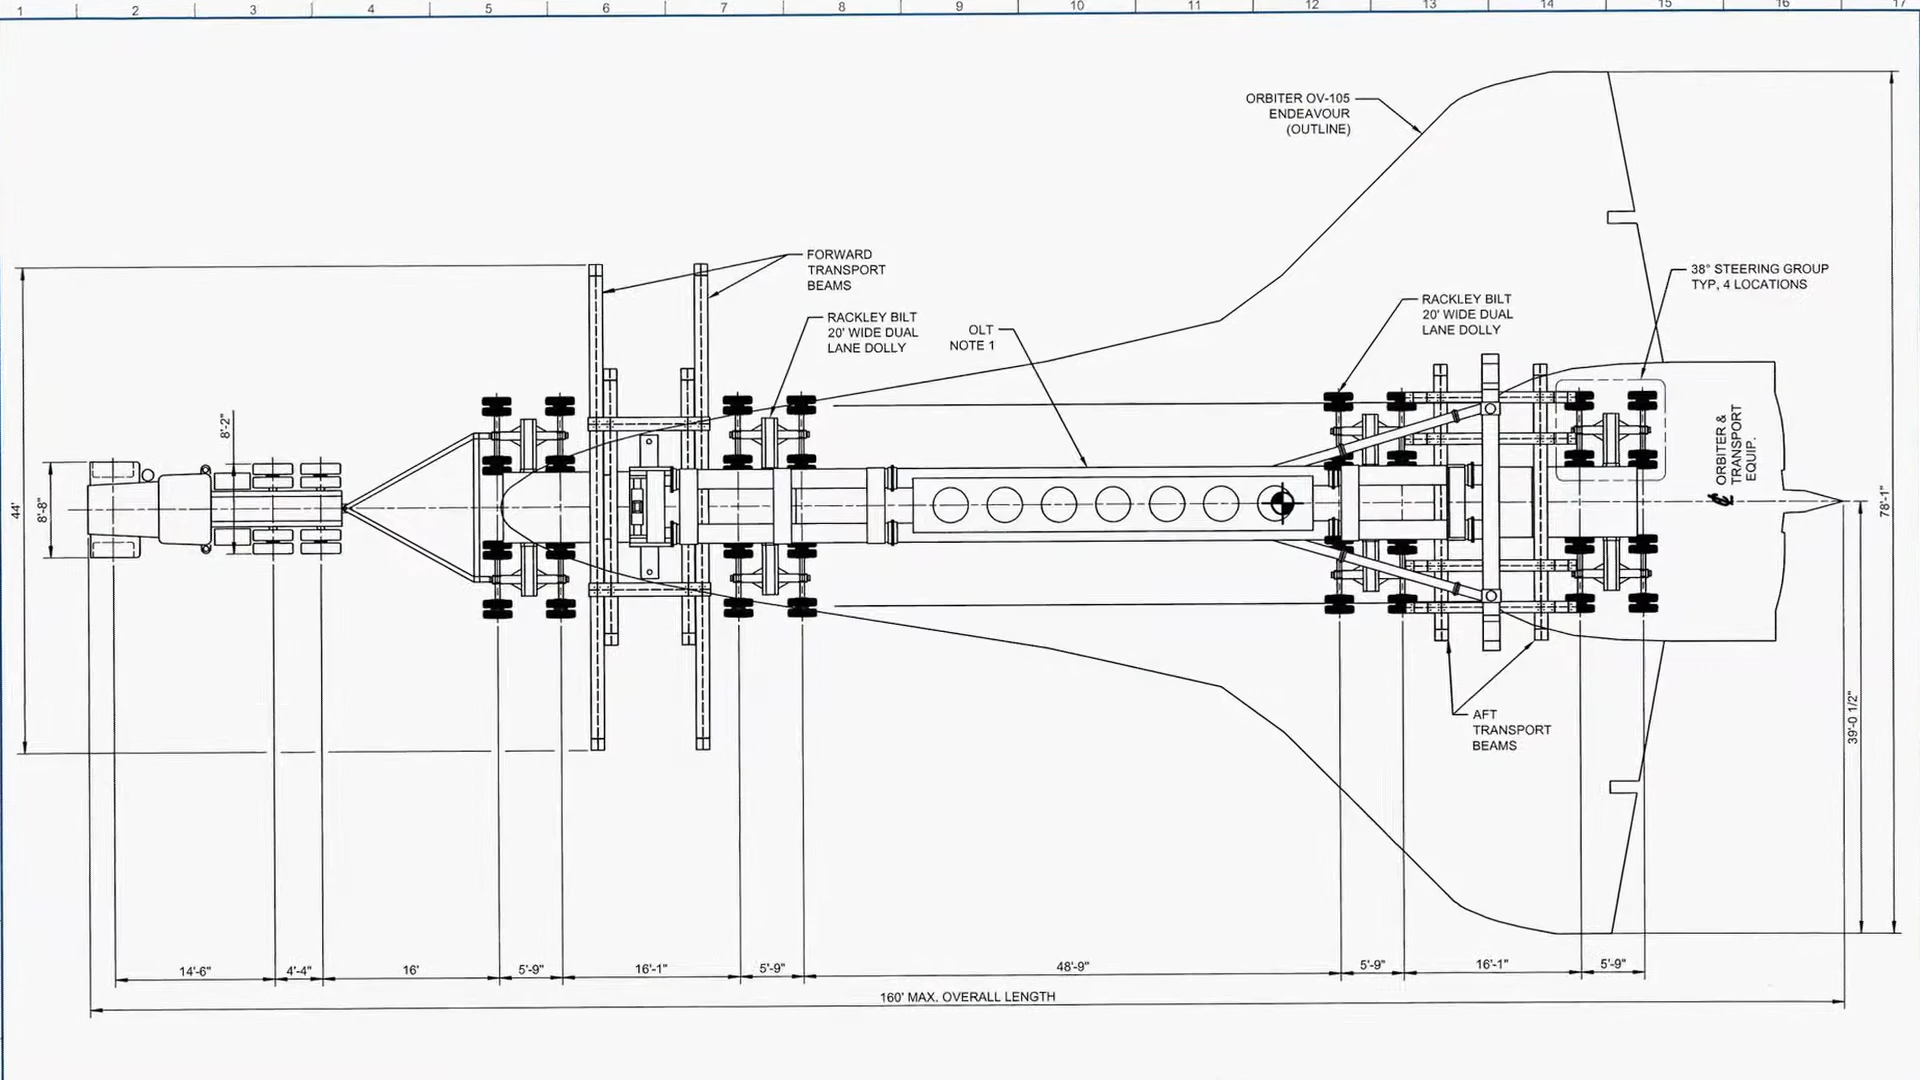 1 2 3 4 5 6 7 8 9 10 11 12 13 14 15 16 17
ORBITER OV-105
ENDEAVOUR
(OUTLINE)
FORWARD
TRANSPORT
BEAMS
38° STEERING GROUP
TYP, 4 LOCATIONS
RACKLEY BILT
20' WIDE DUAL
LANE DOLLY
OLT
NOTE 1
RACKLEY BILT
20' WIDE DUAL
LANE DOLLY
8'-2"
44'
8'-8"
ORBITER &
TRANSPORT
EQUIP.
78'-1"
39'-0 1/2"
AFT
TRANSPORT
BEAMS
14'-6" 4'-4" 16' 5'-9" 16'-1" 5'-9" 48'-9" 5'-9" 16'-1" 5'-9"
160' MAX. OVERALL LENGTH